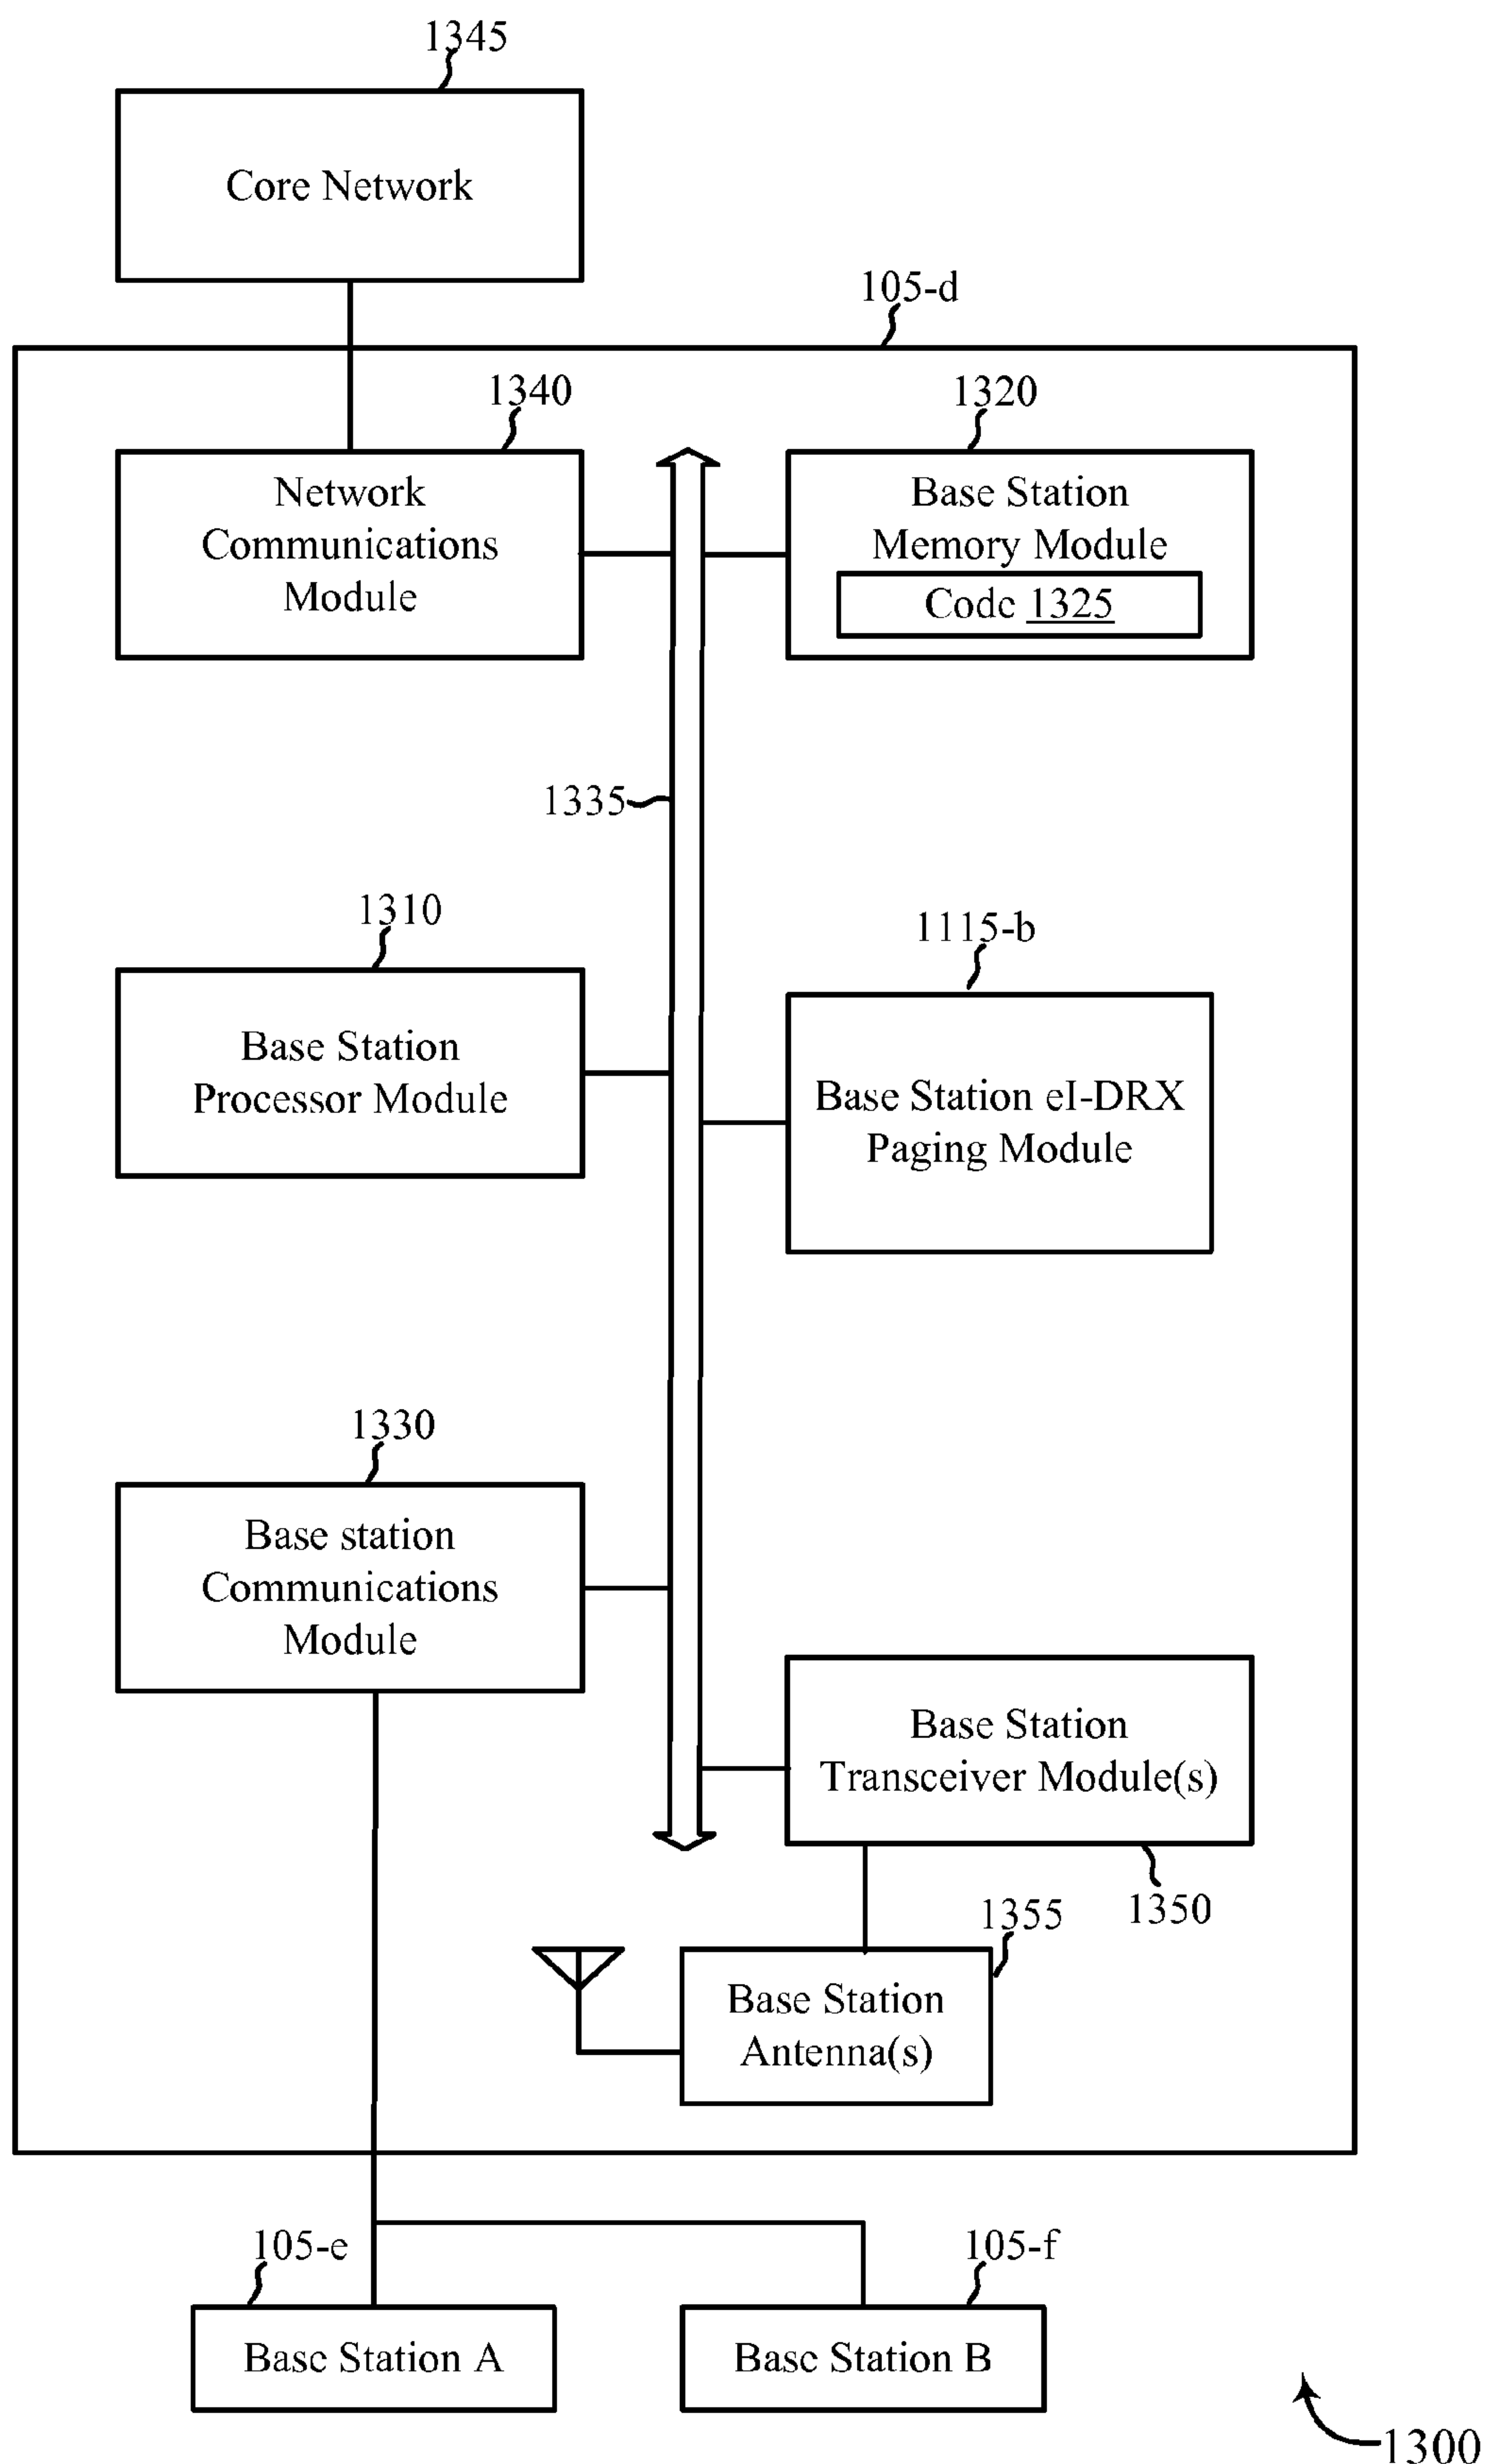 1345
Core Network
105-d
1340
1320
Network
Communications
Module
Base Station
Memory Module
Code 1325
1335
1310
1115-b
Base Station
Processor Module
Base Station eI-DRX
Paging Module
1330
Base station
Communications
Module
Base Station
Transceiver Module(s)
1350
1355
Base Station
Antenna(s)
105-e
105-f
Base Station A
Base Station B
1300